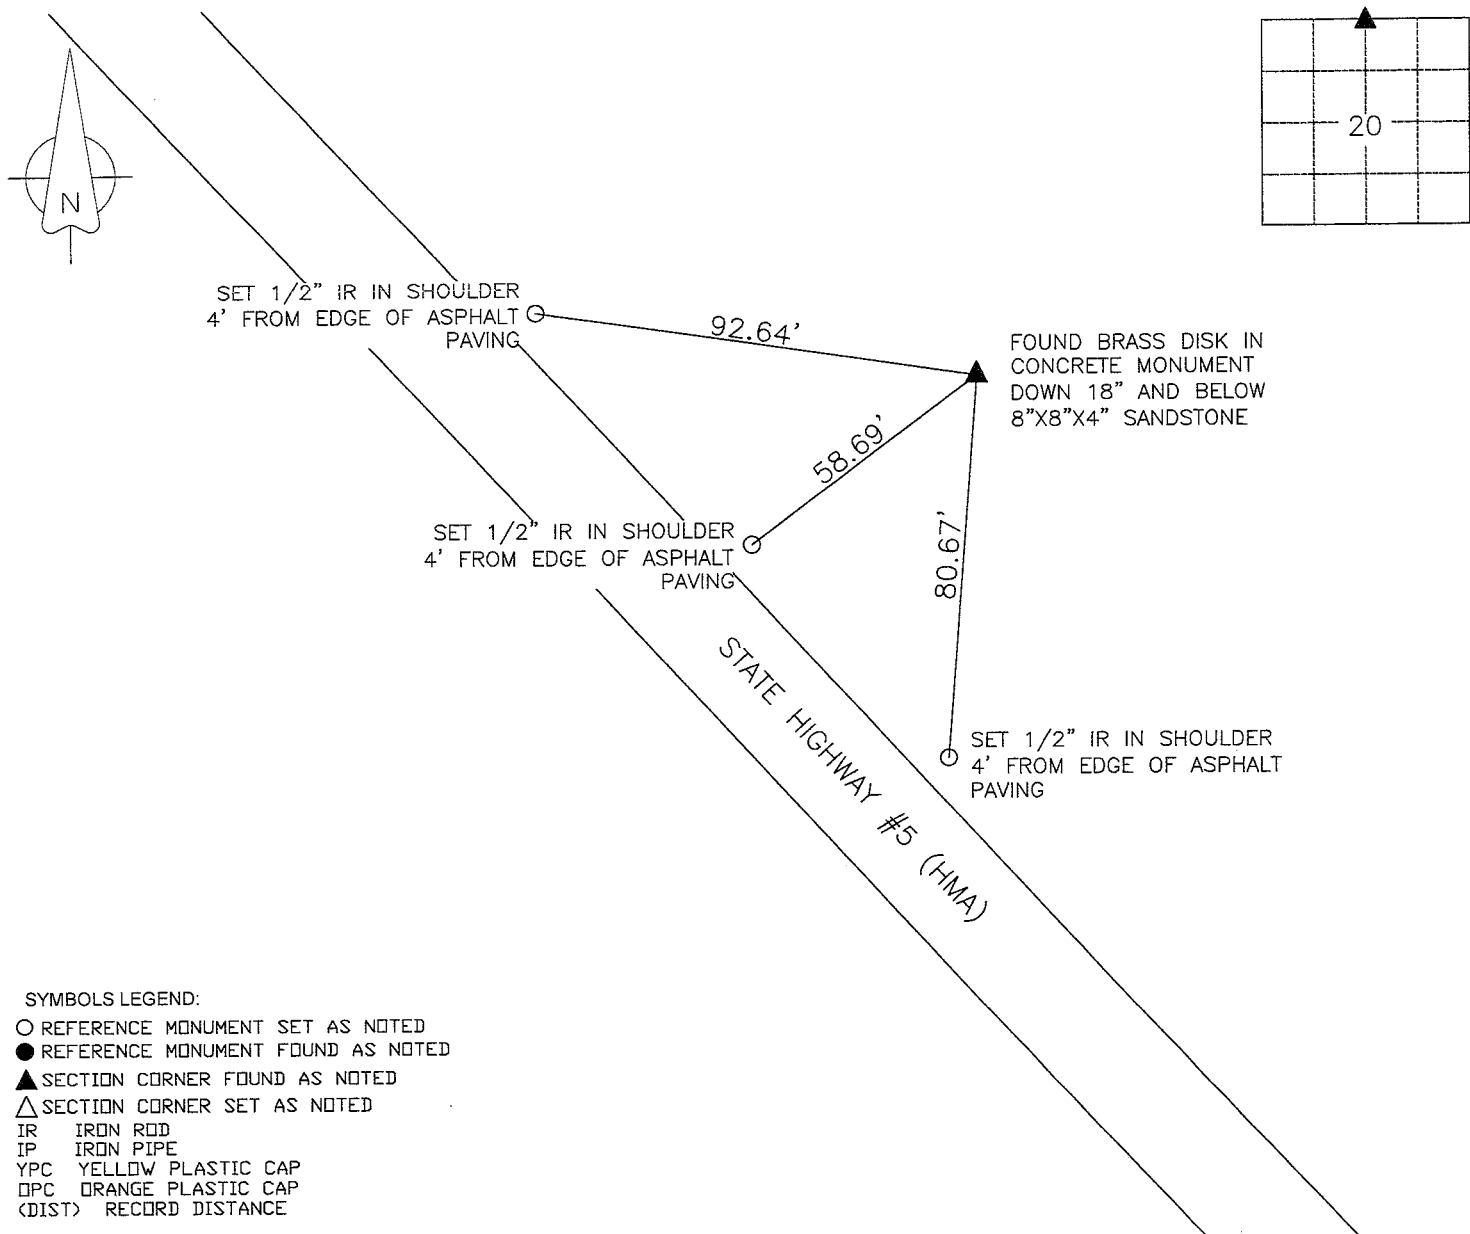 20
N
SET 1/2" IR IN SHOULDER
4' FROM EDGE OF ASPHALT
PAVING
92.64'
FOUND BRASS DISK IN
CONCRETE MONUMENT
DOWN 18" AND BELOW
8"X8"X4" SANDSTONE
58.69'
SET 1/2" IR IN SHOULDER
4' FROM EDGE OF ASPHALT
PAVING
80.67'
STATE HIGHWAY #5 (HMA)
SET 1/2" IR IN SHOULDER
4' FROM EDGE OF ASPHALT
PAVING
SYMBOLS LEGEND:
REFERENCE MONUMENT SET AS NOTED
REFERENCE MONUMENT FOUND AS NOTED
SECTION CORNER FOUND AS NOTED
SECTION CORNER SET AS NOTED
IR IRON ROD
IP IRON PIPE
YPC YELLOW PLASTIC CAP
OPC ORANGE PLASTIC CAP
(DIST) RECORD DISTANCE